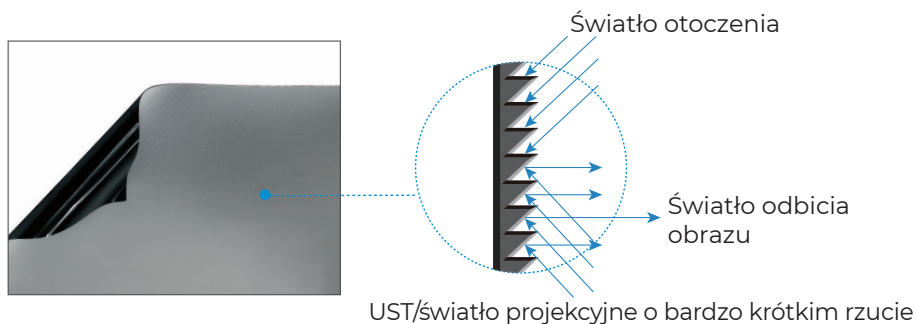 Światło otoczenia
Światło odbicia
obrazu
UST/światło projekcyjne o bardzo krótkim rzucie